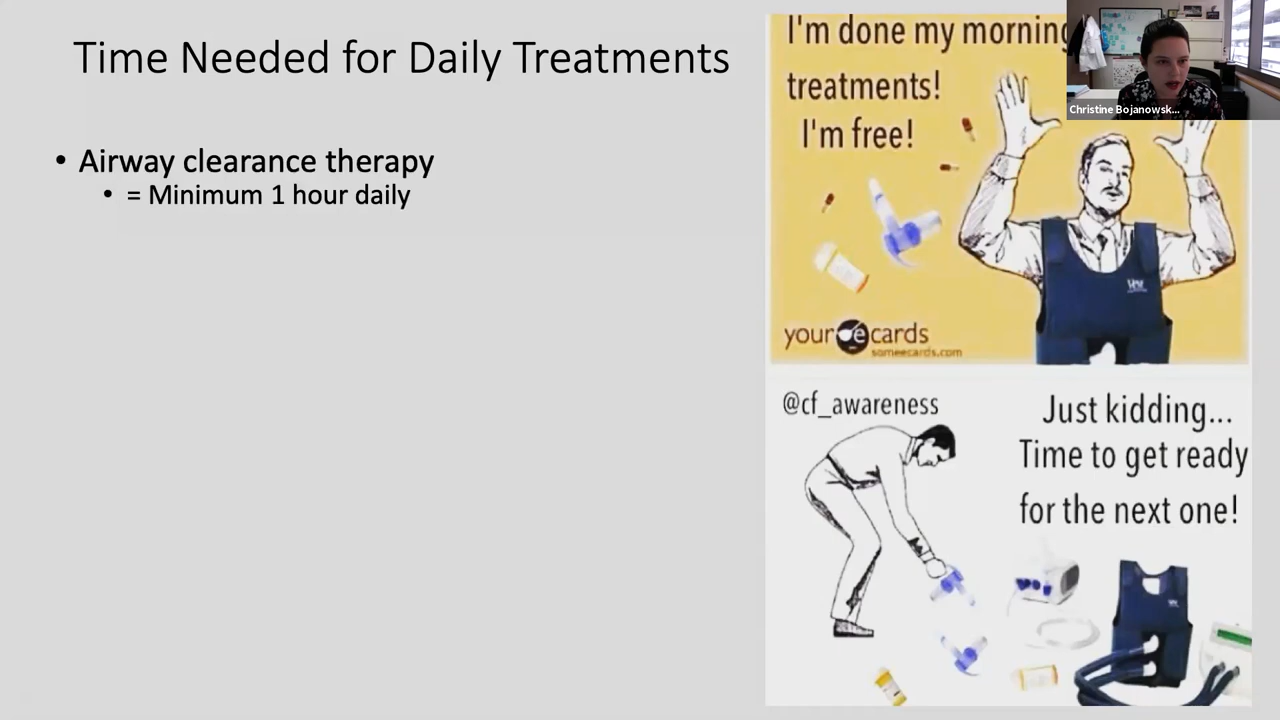 Time Needed for Daily Treatments
• Airway clearance therapy
• = Minimum 1 hour daily
I'm done my morning
treatments!
I'm free!
your e cards
someecards.com
@cf_awareness
Just kidding...
Time to get ready
for the next one!
Christine Bojanowsk...